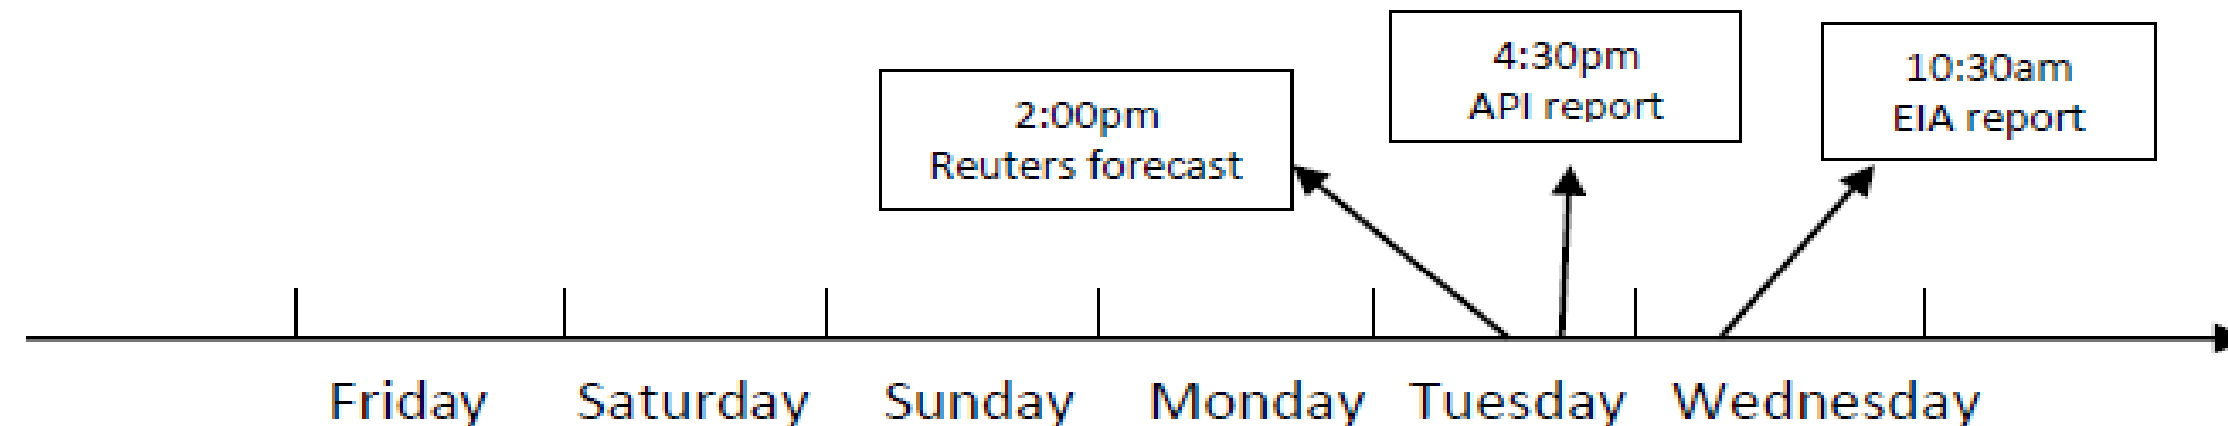 2:00pm
Reuters forecast
4:30pm
API report
10:30am
EIA report
Friday Saturday Sunday Monday Tuesday Wednesday